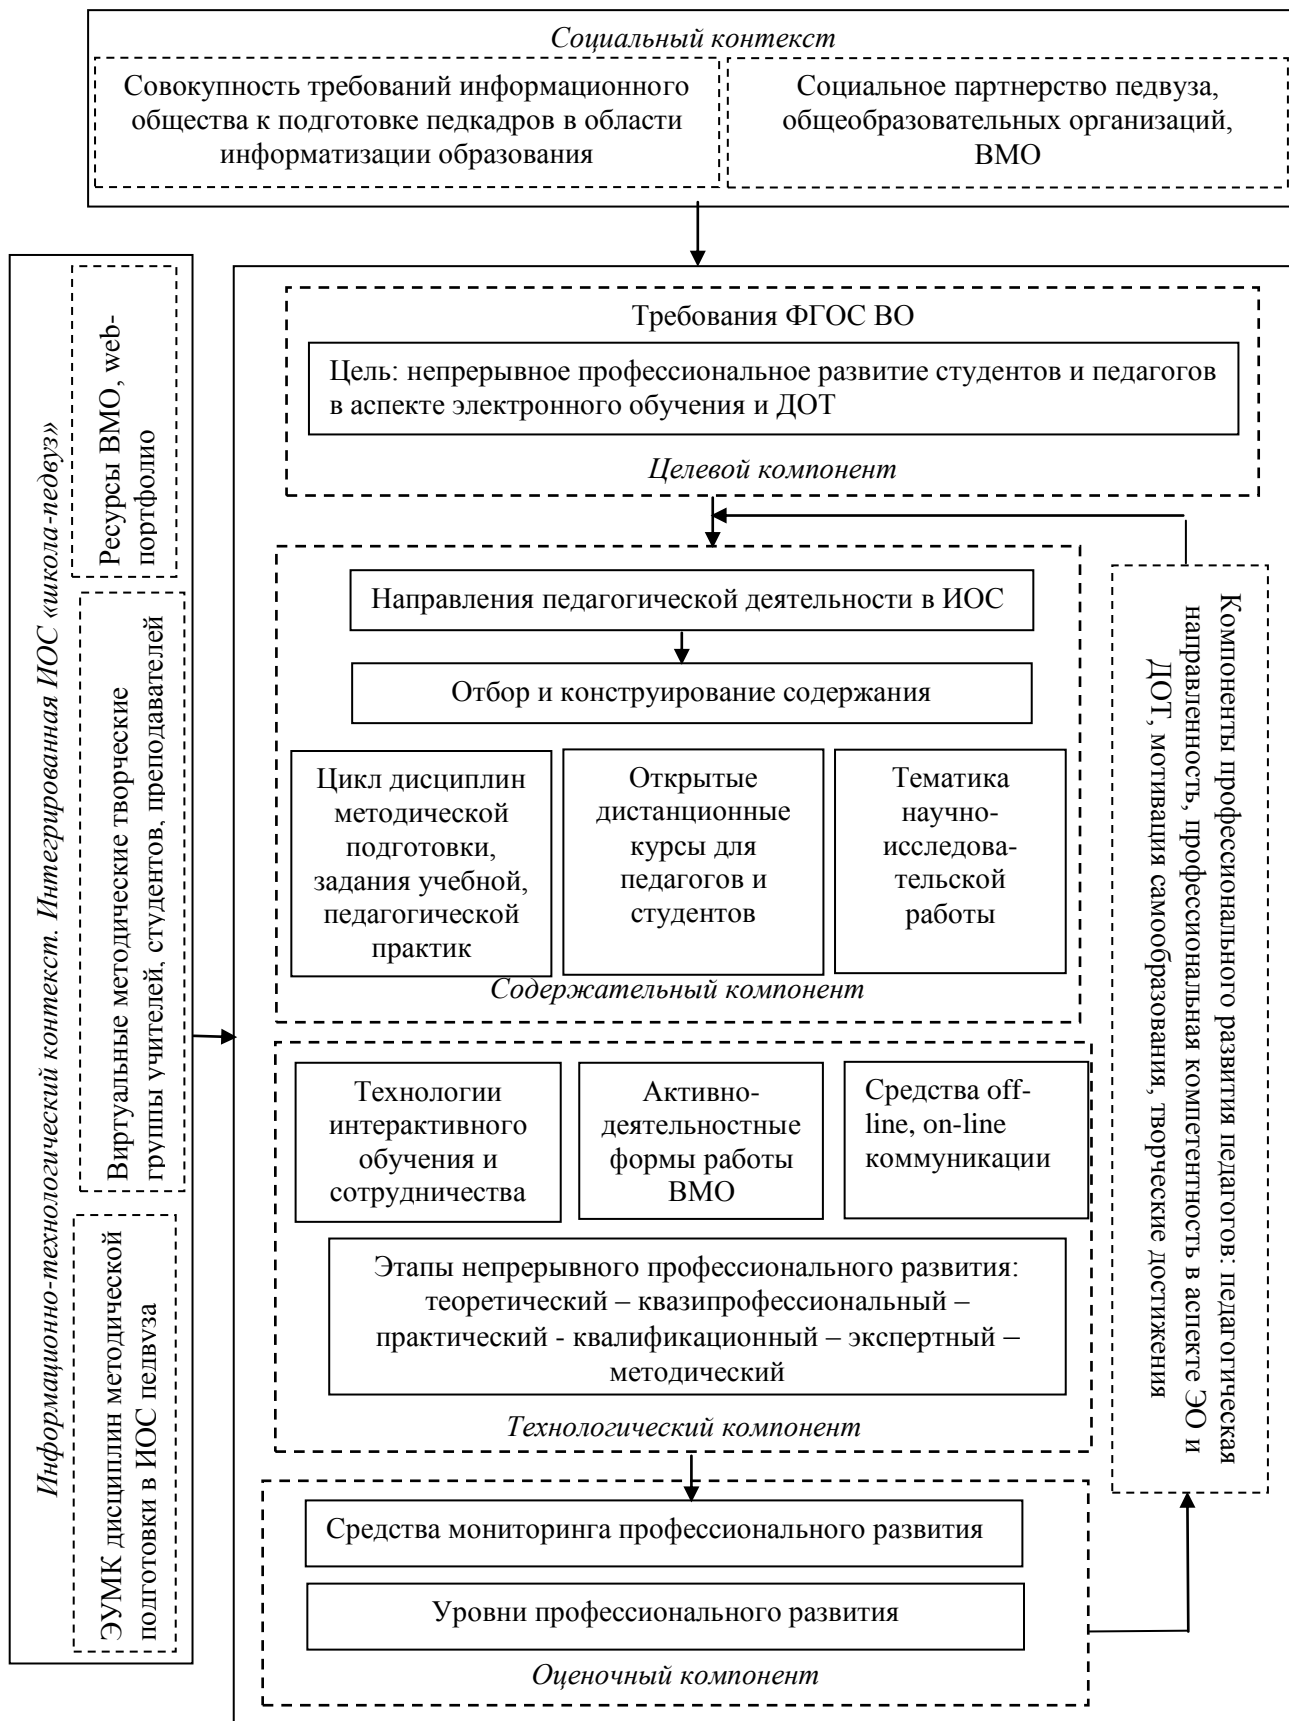 Социальный контекст
Совокупность требований информационного
общества к подготовке педкадров в области
информатизации образования
Социальное партнерство педвуза,
общеобразовательных организаций,
ВМО
Информационно-технологический контекст. Интегрированная ИОС «школа-педвуз»
Ресурсы ВМО, web-
портфолио
Виртуальные методические творческие
группы учителей, студентов, преподавателей
ЭУМК дисциплин методической
подготовки в ИОС педвуза
Требования ФГОС ВО
Цель: непрерывное профессиональное развитие студентов и педагогов
в аспекте электронного обучения и ДОТ
Целевой компонент
Направления педагогической деятельности в ИОС
Отбор и конструирование содержания
Цикл дисциплин
методической
подготовки,
задания учебной,
педагогической
практик
Открытые
дистанционные
курсы для
педагогов и
студентов
Тематика
научно-
исследова-
тельской
работы
Содержательный компонент
Технологии
интерактивного
обучения и
сотрудничества
Активно-
деятельностные
формы работы
ВМО
Средства off-
line, on-line
коммуникации
Этапы непрерывного профессионального развития:
теоретический – квазипрофессиональный –
практический - квалификационный – экспертный –
методический
Технологический компонент
Средства мониторинга профессионального развития
Уровни профессионального развития
Оценочный компонент
Компоненты профессионального развития педагогов: педагогическая
направленность, профессиональная компетентность в аспекте ЭО и
ДОТ, мотивация самообразования, творческие достижения